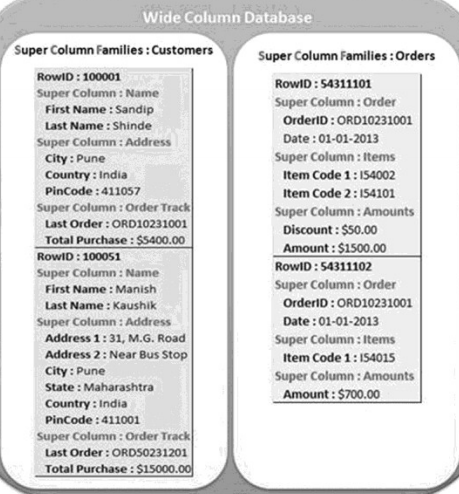 Wide Column Database
Super Column Families : Customers
RowID : 100001
Super Column : Name
First Name : Sandip
Last Name : Shinde
Super Column : Address
City : Pune
Country : India
PinCode : 411057
Super Column : Order Track
Last Order : ORD10231001
Total Purchase : $5400.00
RowID : 100051
Super Column : Name
First Name : Manish
Last Name : Kaushik
Super Column : Address
Address 1 : 31, M.G. Road
Address 2 : Near Bus Stop
City : Pune
State : Maharashtra
Country : India
PinCode : 411001
Super Column : Order Track
Last Order : ORD50231201
Total Purchase : $15000.00
Super Column Families : Orders
RowID : 54311101
Super Column : Order
OrderID : ORD10231001
Date : 01-01-2013
Super Column : Items
Item Code 1 : I54002
Item Code 2 : I54101
Super Column : Amounts
Discount : $50.00
Amount : $1500.00
RowID : 54311102
Super Column : Order
OrderID : ORD10231001
Date : 01-01-2013
Super Column : Items
Item Code 1 : I54015
Super Column : Amounts
Amount : $700.00